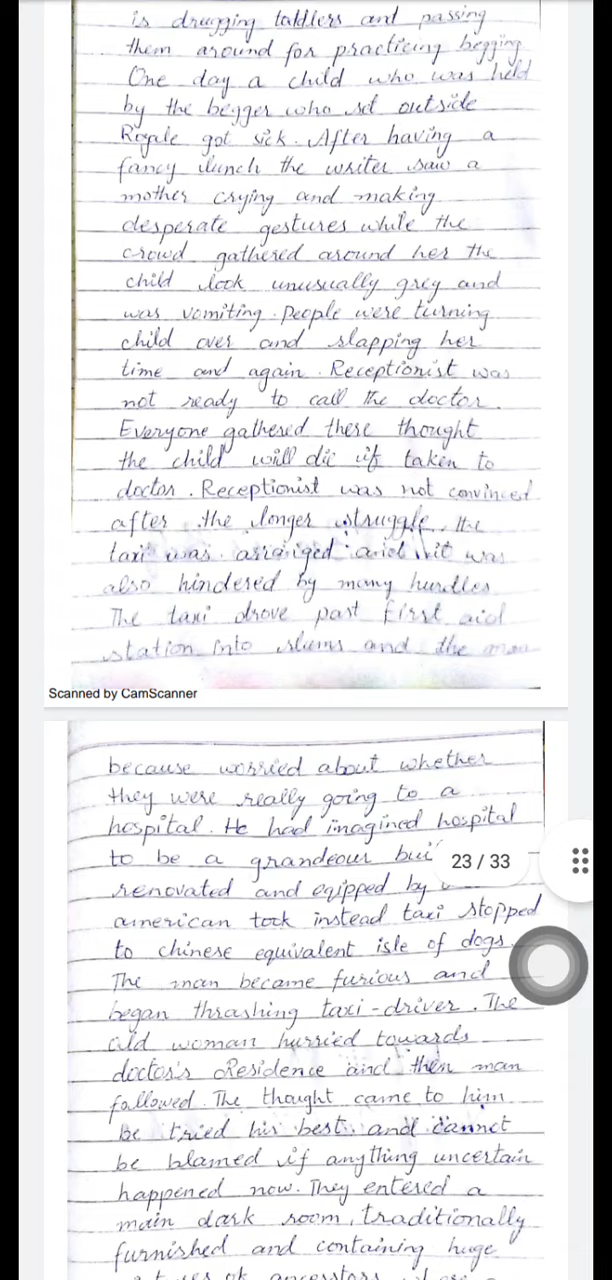 is drugging taddlers and passing
them around for practicing begging.
One day a child who was held
by the begger who sat outside
Royale got sick. After having a
fancy lunch the writer saw a
mother crying and making
desperate gestures while the
crowd gathered around her the
child look unusually grey and
was vomiting. People were turning
child over and slapping her
time and again. Receptionist was
not ready to call the doctor.
Everyone gathered there thought
the child will die if taken to
doctor. Receptionist was not convinced
after the longer struggle, the
taxi was arranged and it was
also hindered by many hurdles
The taxi drove past first aid
station into slums and the man
Scanned by CamScanner
because worried about whether
they were really going to a
hospital. He had imagined hospital
to be a grandeour
23 / 33
renovated and eqipped by
american took instead taxi stopped
to chinese equivalent isle of dogs.
The man became furious and
began thrashing taxi-driver. The
old woman hurried towards
doctor's Residence and then man
followed. The thought came to him
he tried his best and cannot
be blamed if anything uncertain
happened now. They entered a
main dark room, traditionally
furnished and containing huge
of ancestors